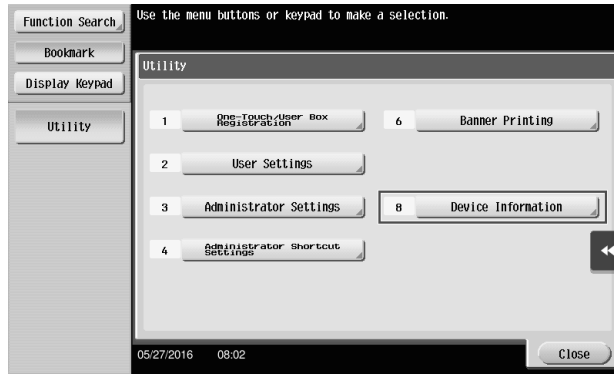 Function Search
Bookmark
Display Keypad
Utility
Use the menu buttons or keypad to make a selection.
Utility
1 One-Touch/User Box
Registration
2 User Settings
3 Administrator Settings
4 Administrator Shortcut
Settings
6 Banner Printing
8 Device Information
05/27/2016 08:02
Close